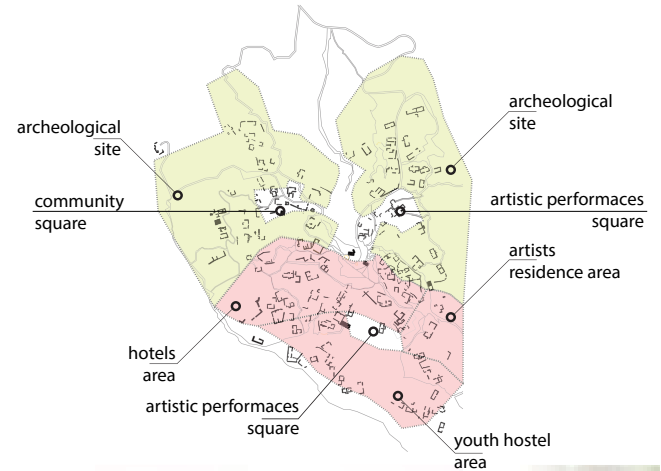 archeological
site
archeological
site
community
square
artistic performaces
square
artists
residence area
hotels
area
artistic performaces
square
youth hostel
area